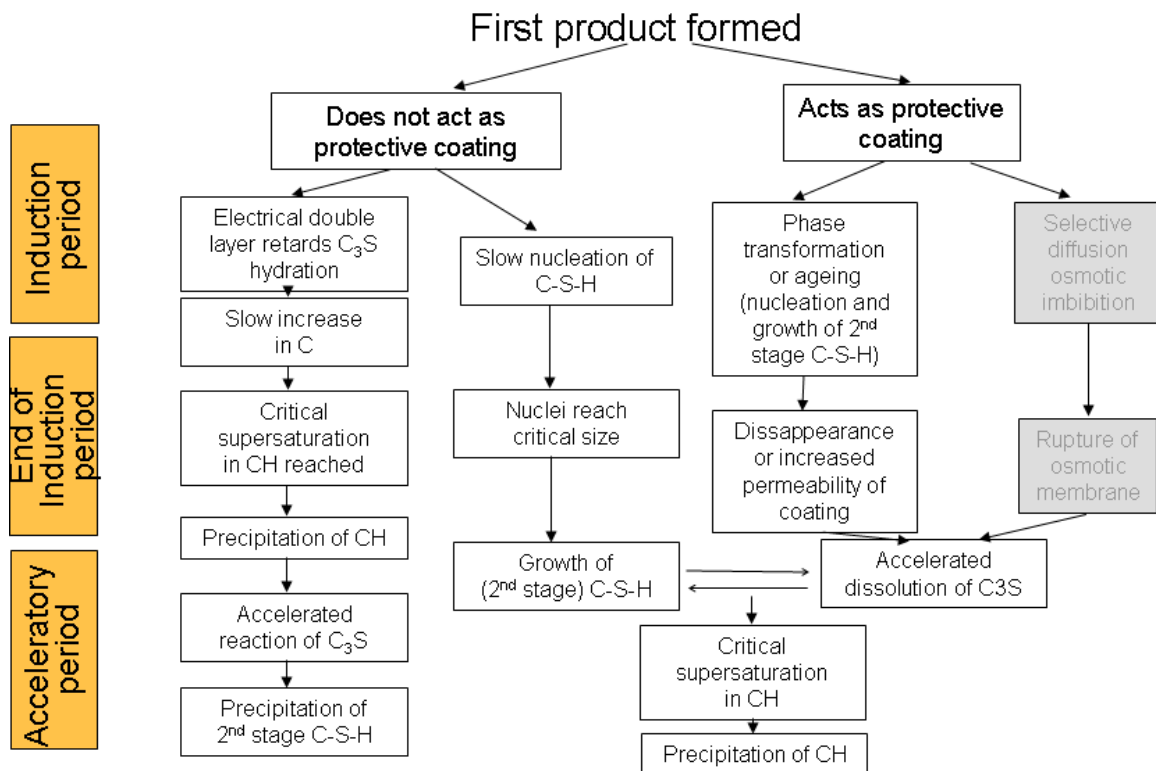 First product formed
Does not act as
protective coating
Acts as protective
coating
Induction
period
Electrical double
layer retards C₃S
hydration
Slow increase
in C
Slow nucleation of
C-S-H
Phase
transformation
or ageing
(nucleation and
growth of 2ⁿᵈ
stage C-S-H)
Selective
diffusion
osmotic
imbibition
End of
Induction
period
Critical
supersaturation
in CH reached
Nuclei reach
critical size
Dissappearance
or increased
permeability of
coating
Rupture of
osmotic
membrane
Precipitation of CH
Acceleratory
period
Growth of
(2ⁿᵈ stage) C-S-H
Accelerated
dissolution of C3S
Accelerated
reaction of C₃S
Critical
supersaturation
in CH
Precipitation of
2ⁿᵈ stage C-S-H
Precipitation of CH